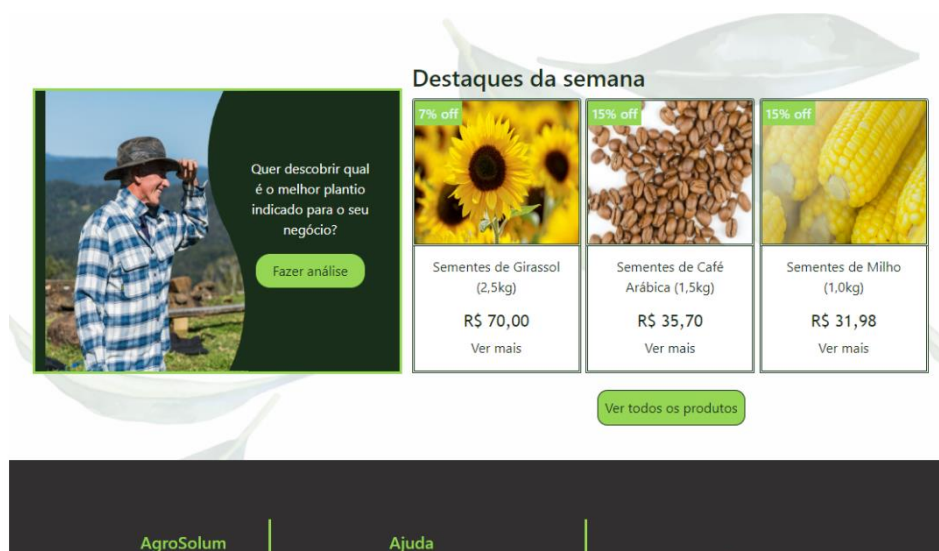 Destaques da semana
Quer descobrir qual
é o melhor plantio
indicado para o seu
negócio?
Fazer análise
7% off
Sementes de Girassol
(2,5kg)
R$ 70,00
Ver mais
15% off
Sementes de Café
Arábica (1,5kg)
R$ 35,70
Ver mais
15% off
Sementes de Milho
(1,0kg)
R$ 31,98
Ver mais
Ver todos os produtos
AgroSolum
Ajuda